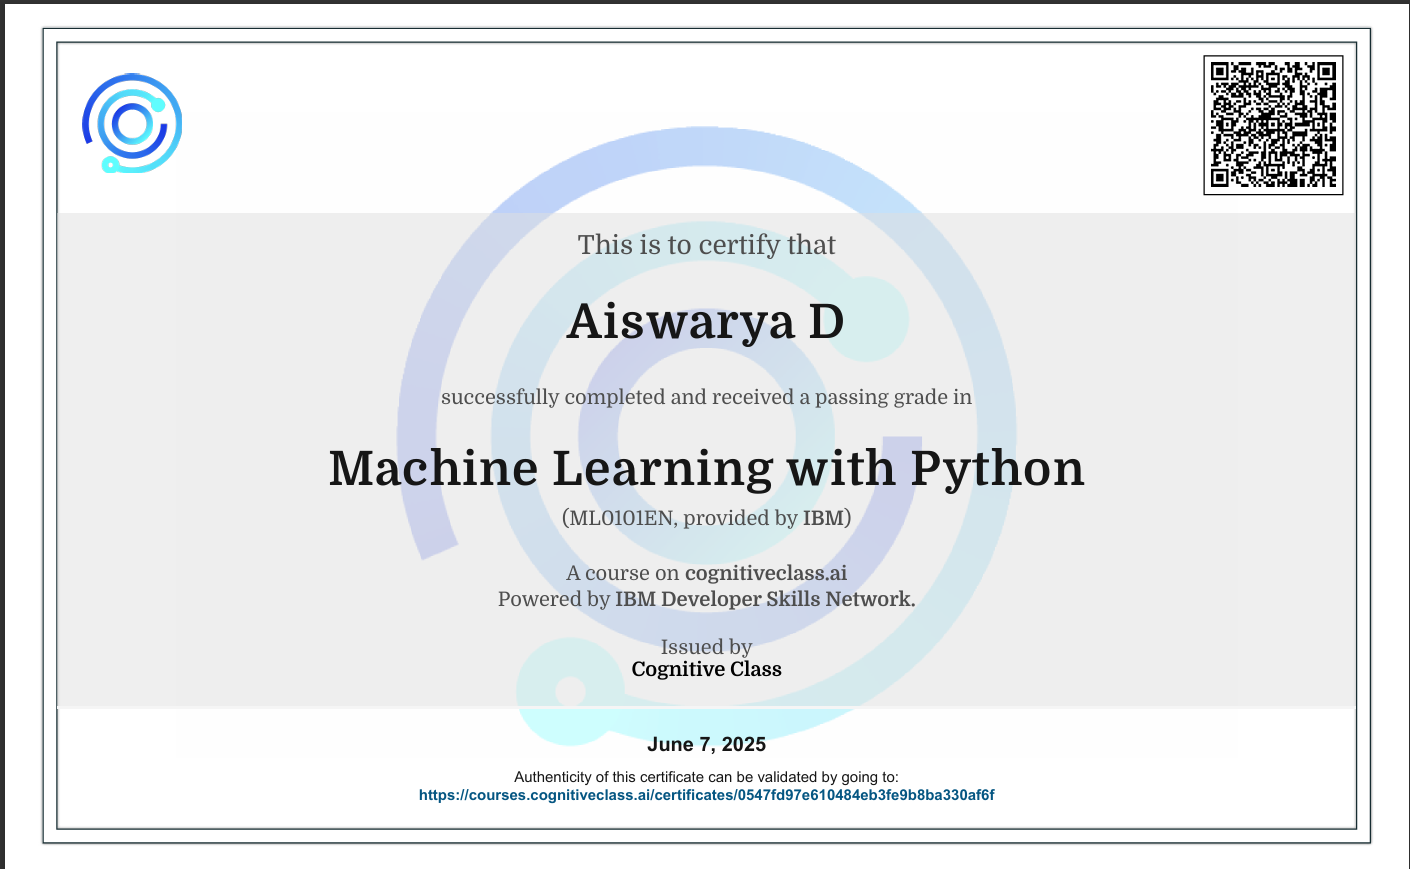 This is to certify that
Aiswarya D
successfully completed and received a passing grade in
Machine Learning with Python
(ML0101EN, provided by IBM)
A course on cognitiveclass.ai
Powered by IBM Developer Skills Network.
Issued by
Cognitive Class
June 7, 2025
Authenticity of this certificate can be validated by going to:
https://courses.cognitiveclass.ai/certificates/0547fd97e610484eb3fe9b8ba330af6f